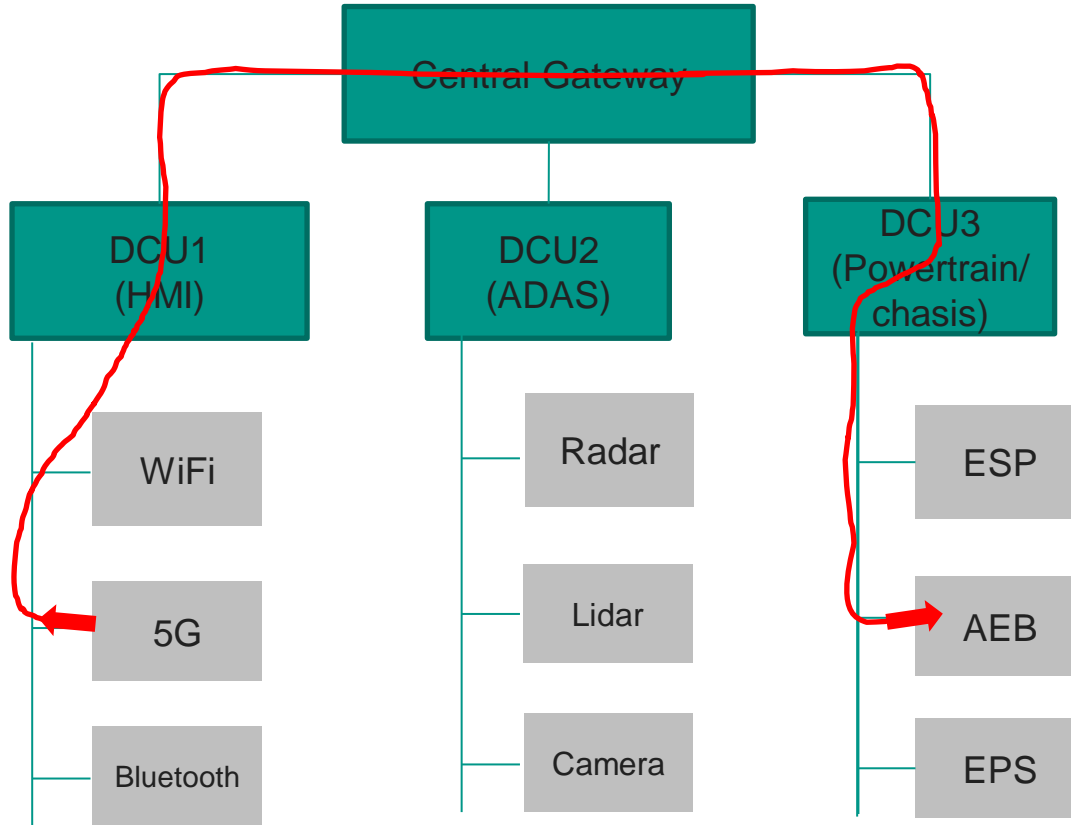 Central Gateway
DCU1
(HMI)
DCU2
(ADAS)
DCU3
(Powertrain/
chasis)
WiFi
5G
Bluetooth
Radar
Lidar
Camera
ESP
AEB
EPS